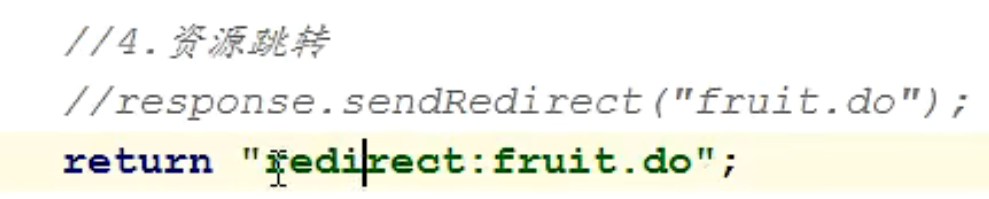 //4.资源跳转
//response.sendRedirect("fruit.do");
return "redirect:fruit.do";